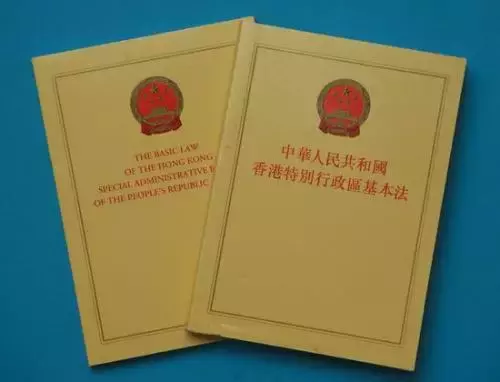 THE BASIC LAW
OF THE HONG KONG
SPECIAL ADMINISTRATIVE
OF THE PEOPLE'S REPUBLIC
中華人民共和國
香港特別行政區基本法